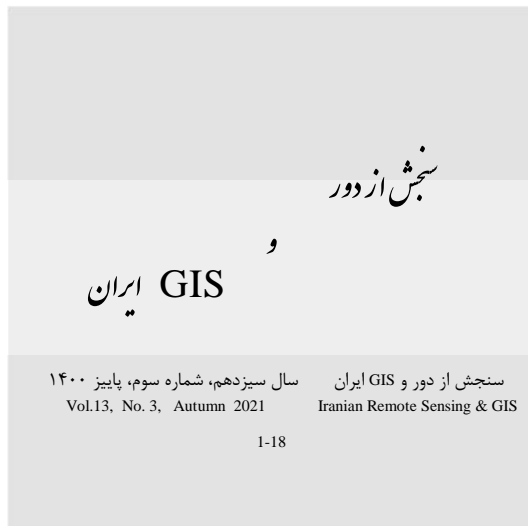 سنجش از دور
و
GIS ایران
سنجش از دور و GIS ایران سال سیزدهم، شماره سوم، پاییز ۱۴۰۰
Vol.13, No. 3, Autumn 2021 Iranian Remote Sensing & GIS
1-18